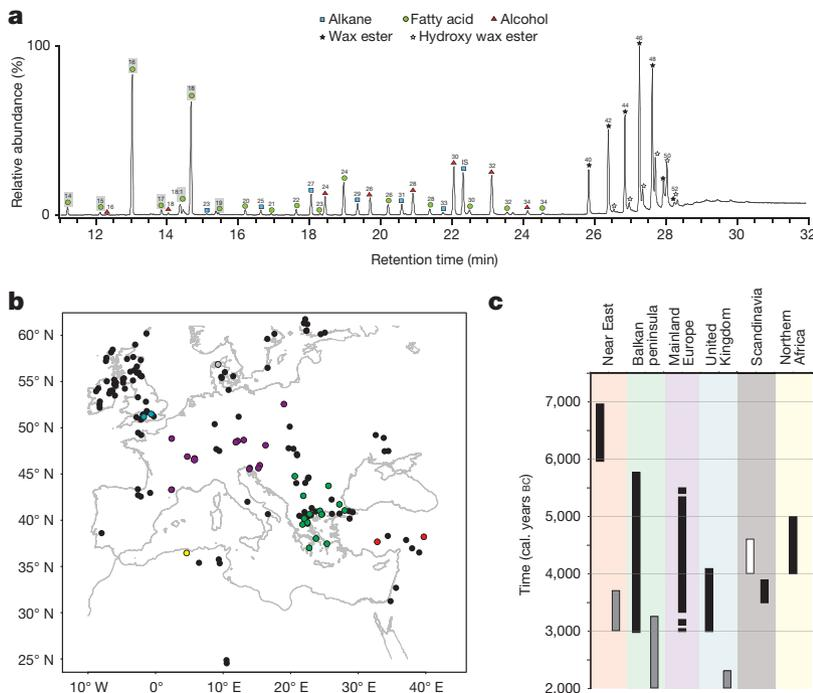 a
Alkane Fatty acid Alcohol
Wax ester Hydroxy wax ester
Relative abundance (%)
100
0
14 15 16 16 17 18 18:1 18 19 23 20 25 21 22 27 23 24 24 29 26 26 31 28 28 33 30 IS 30 32 32 34 34 40 42 44 46 48 50 52
12 14 16 18 20 22 24 26 28 30 32
Retention time (min)
b
60° N
55° N
50° N
45° N
40° N
35° N
30° N
25° N
10° W 0° 10° E 20° E 30° E 40° E
c
Near East
Balkan
peninsula
Mainland
Europe
United
Kingdom
Scandinavia
Northern
Africa
Time (cal. years BC)
7,000
6,000
5,000
4,000
3,000
2,000